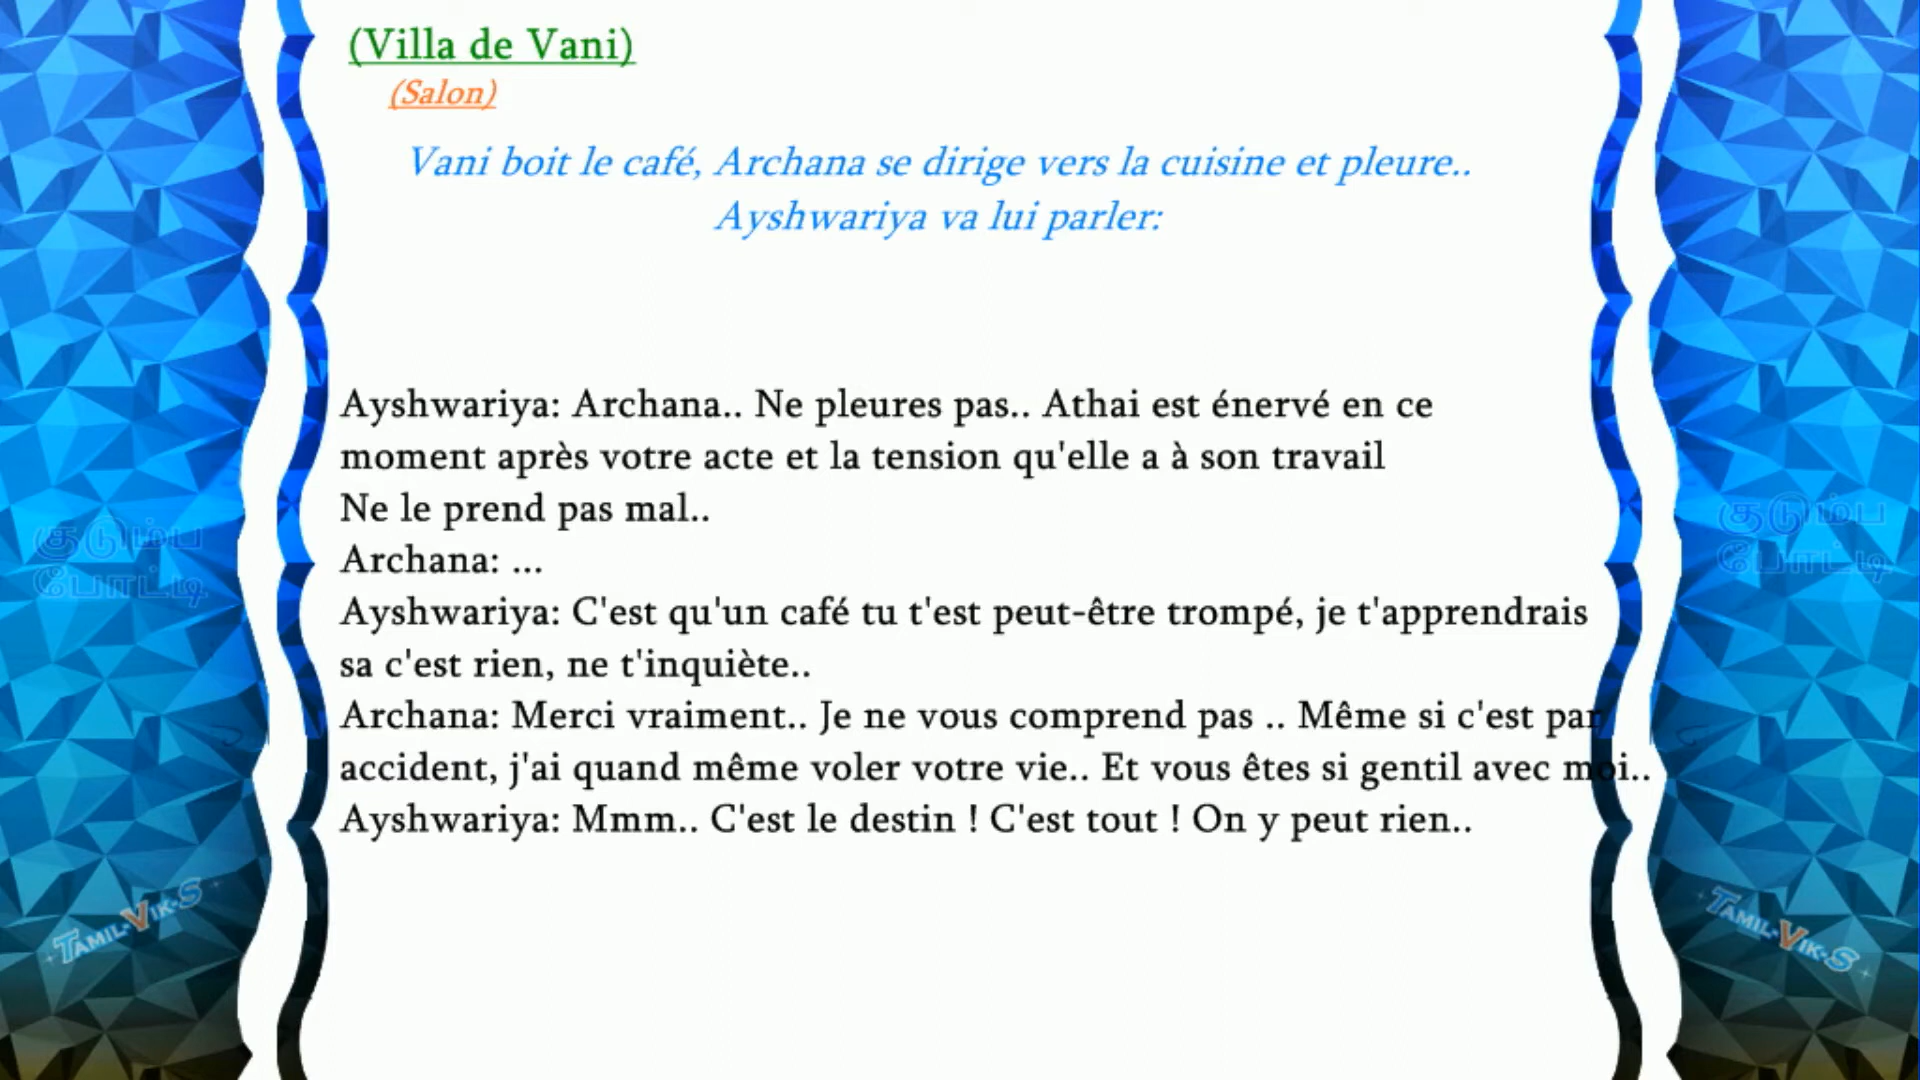 (Villa de Vani)
(Salon)
Vani boit le café, Archana se dirige vers la cuisine et pleure..
Ayshwariya va lui parler:
Ayshwariya: Archana.. Ne pleures pas.. Athai est énervé en ce
moment après votre acte et la tension qu'elle a à son travail
Ne le prend pas mal..
Archana: ...
Ayshwariya: C'est qu'un café tu t'est peut-être trompé, je t'apprendrais
sa c'est rien, ne t'inquiète..
Archana: Merci vraiment.. Je ne vous comprend pas .. Même si c'est par
accident, j'ai quand même voler votre vie.. Et vous êtes si gentil avec moi..
Ayshwariya: Mmm.. C'est le destin ! C'est tout ! On y peut rien..
குடும்ப
போட்டி
குடும்ப
போட்டி
TAMIL-VIK-S
TAMIL-VIK-S